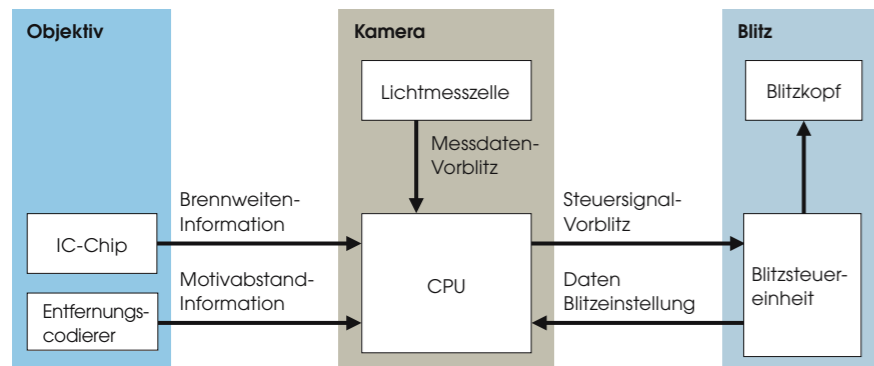 Objektiv
Kamera
Blitz
Lichtmesszelle
Blitzkopf
Messdaten-
Vorblitz
Brennweiten-
Information
Steuersignal-
Vorblitz
IC-Chip
CPU
Motivabstand-
Information
Daten
Blitzeinstellung
Blitzsteuer-
einheit
Entfernungs-
codierer